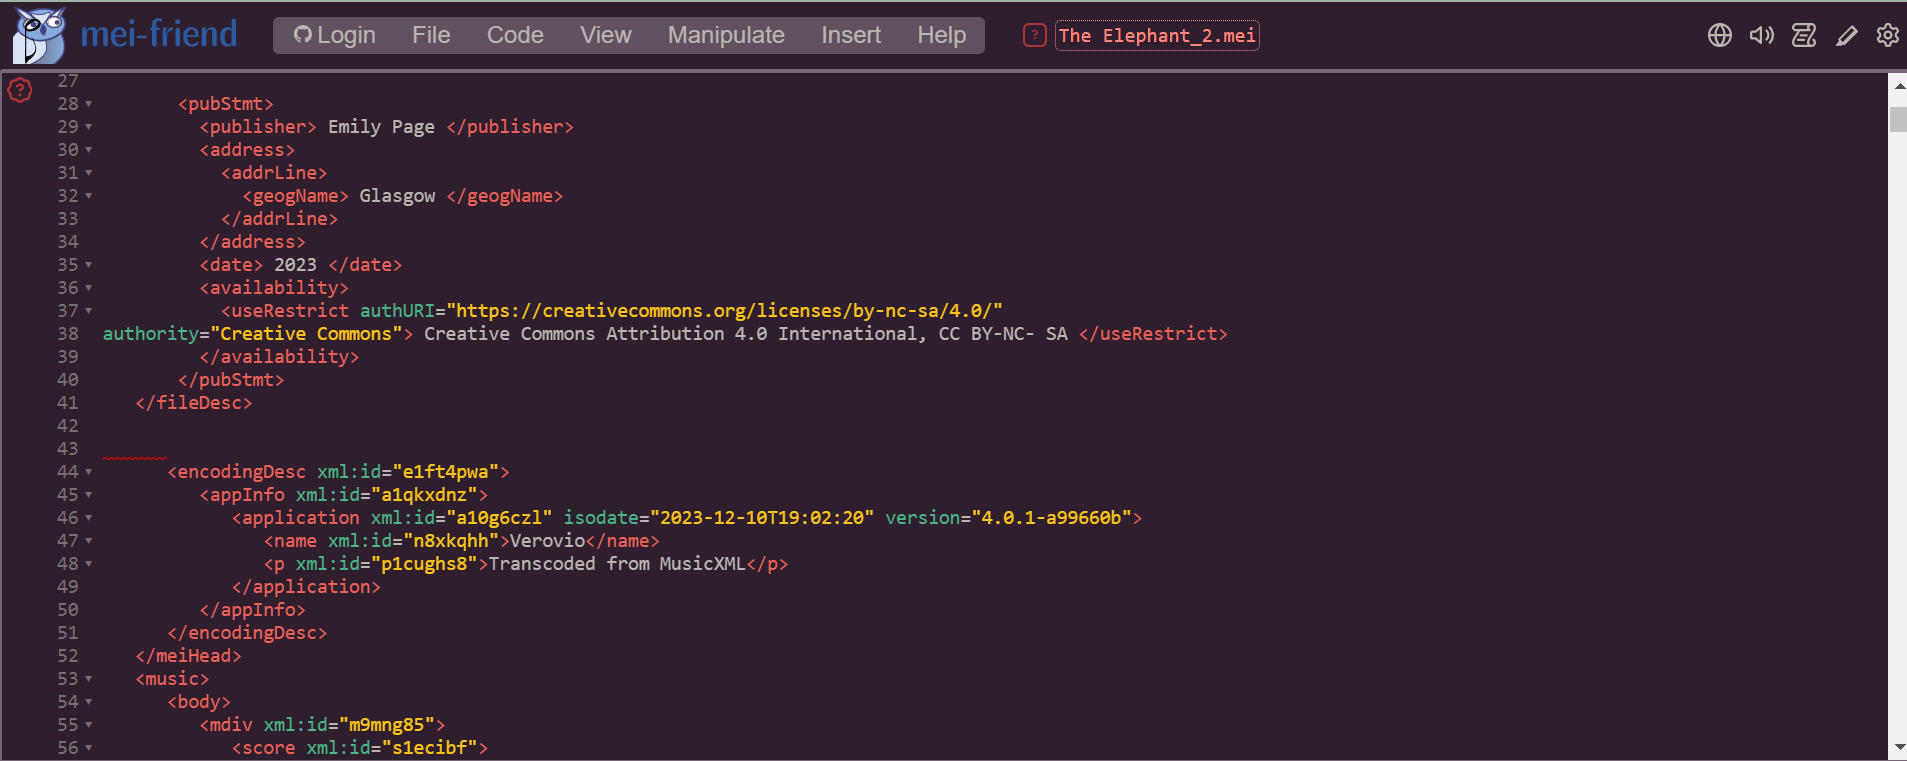 mei-friend Login File Code View Manipulate Insert Help ? The Elephant_2.mei
?
27
28 <pubStmt>
29 <publisher> Emily Page </publisher>
30 <address>
31 <addrLine>
32 <geogName> Glasgow </geogName>
33 </addrLine>
34 </address>
35 <date> 2023 </date>
36 <availability>
37 <useRestrict authURI="https://creativecommons.org/licenses/by-nc-sa/4.0/"
38 authority="Creative Commons"> Creative Commons Attribution 4.0 International, CC BY-NC- SA </useRestrict>
39 </availability>
40 </pubStmt>
41 </fileDesc>
42
43
44 <encodingDesc xml:id="e1ft4pwa">
45 <appInfo xml:id="a1qkxdnz">
46 <application xml:id="a10g6czl" isodate="2023-12-10T19:02:20" version="4.0.1-a99660b">
47 <name xml:id="n8xkqhh">Verovio</name>
48 <p xml:id="p1cughs8">Transcoded from MusicXML</p>
49 </application>
50 </appInfo>
51 </encodingDesc>
52 </meiHead>
53 <music>
54 <body>
55 <mdiv xml:id="m9mng85">
56 <score xml:id="s1ecibf">